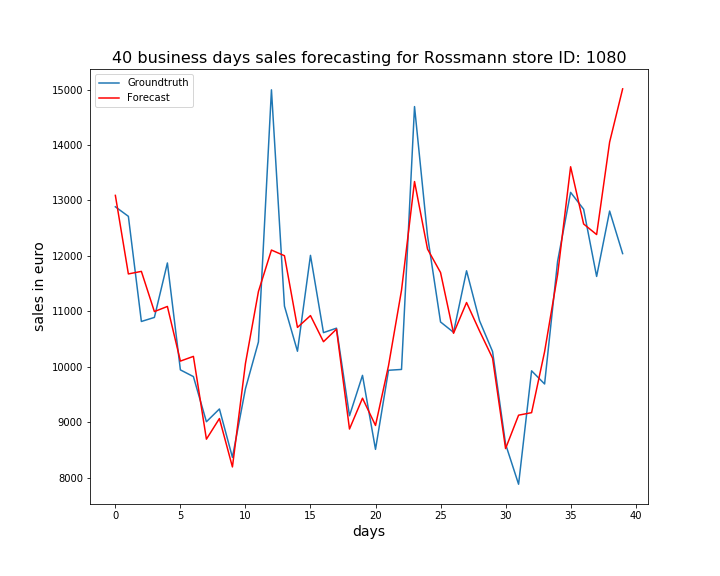 40 business days sales forecasting for Rossmann store ID: 1080
Groundtruth
Forecast
sales in euro
15000
14000
13000
12000
11000
10000
9000
8000
0 5 10 15 20 25 30 35 40
days